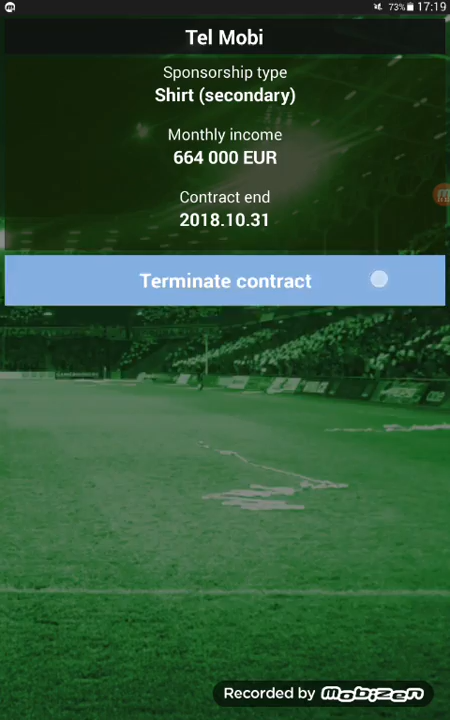 73% 17:19
Tel Mobi
Sponsorship type
Shirt (secondary)
Monthly income
664 000 EUR
Contract end
2018.10.31
Terminate contract
Recorded by Mobizen